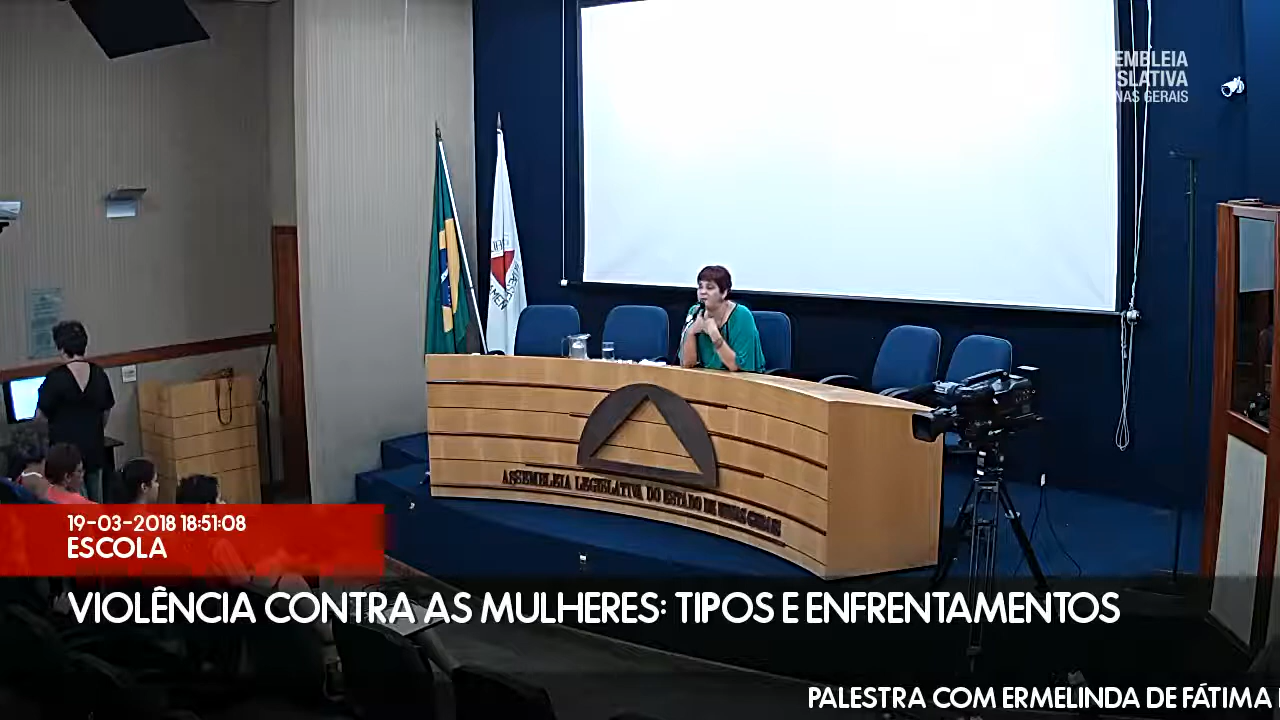 EMBLEIA
SLATIVA
NAS GERAIS
ASSEMBLEIA LEGISLATIVA DO ESTADO DE MINAS GERAIS
19-03-2018 18:51:08
ESCOLA
VIOLÊNCIA CONTRA AS MULHERES: TIPOS E ENFRENTAMENTOS
PALESTRA COM ERMELINDA DE FÁTIMA